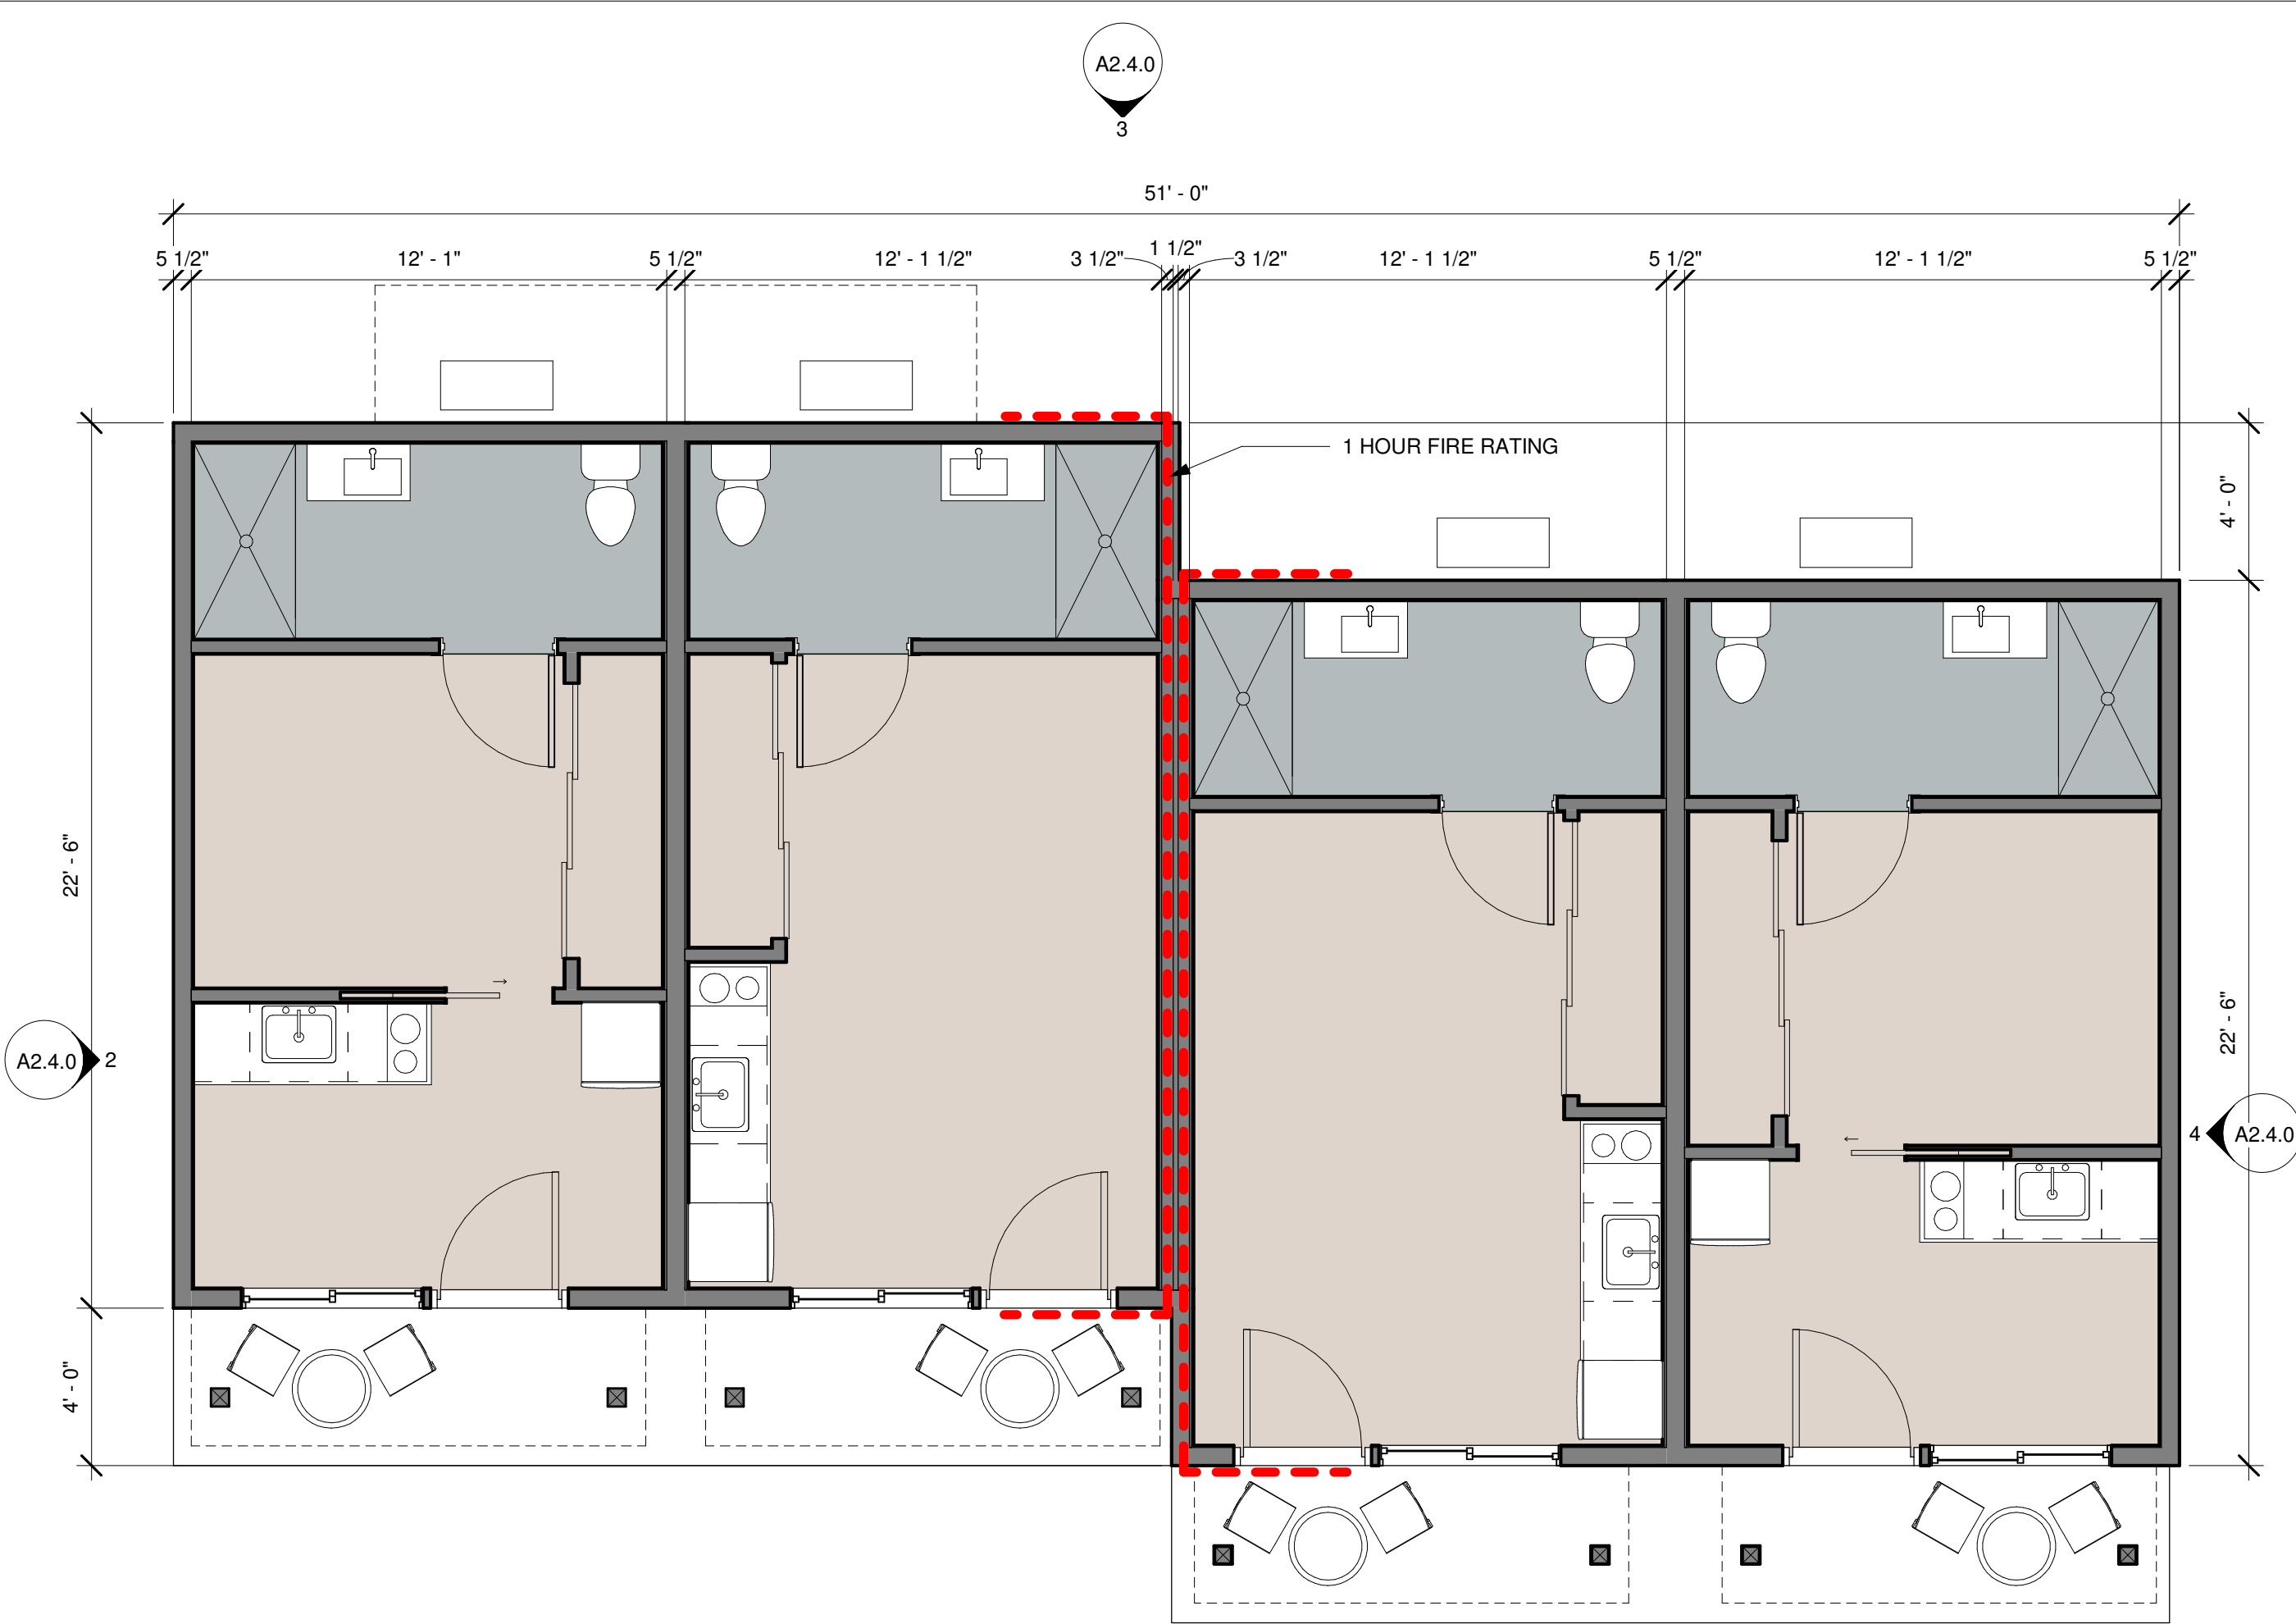 A2.4.0
3
51' - 0"
5 1/2"
12' - 1"
5 1/2"
12' - 1 1/2"
3 1/2"
1 1/2"
3 1/2"
12' - 1 1/2"
5 1/2"
12' - 1 1/2"
5 1/2"
1 HOUR FIRE RATING
4' - 0"
22' - 6"
22' - 6"
A2.4.0
2
4
A2.4.0
4' - 0"